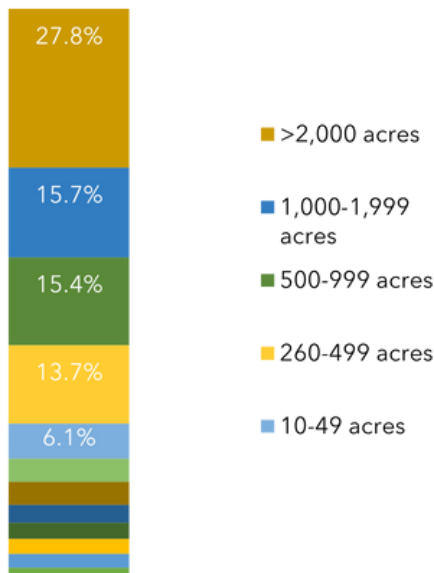 27.8%
15.7%
15.4%
13.7%
6.1%
>2,000 acres
1,000-1,999
acres
500-999 acres
260-499 acres
10-49 acres